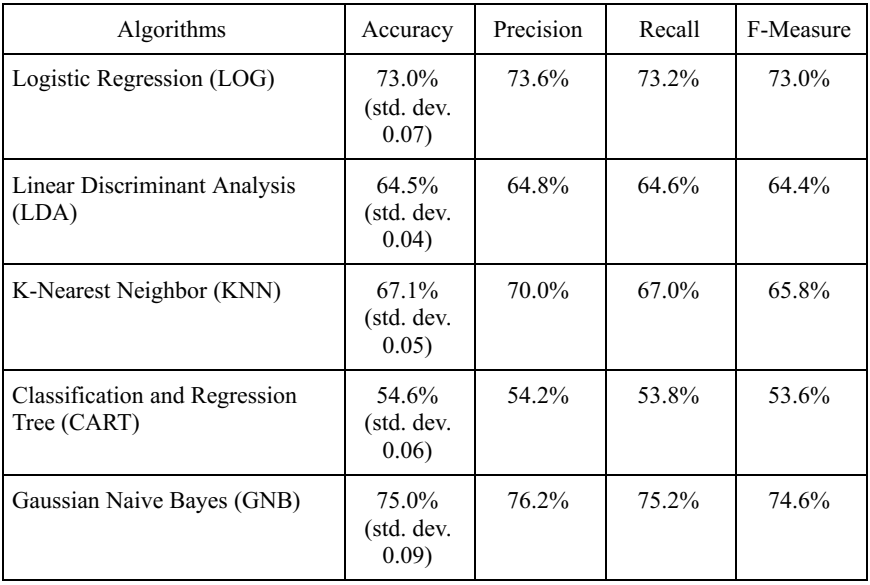 Algorithms Accuracy Precision Recall F-Measure
Logistic Regression (LOG) 73.0% 73.6% 73.2% 73.0%
(std. dev.
0.07)
Linear Discriminant Analysis 64.5% 64.8% 64.6% 64.4%
(LDA) (std. dev.
0.04)
K-Nearest Neighbor (KNN) 67.1% 70.0% 67.0% 65.8%
(std. dev.
0.05)
Classification and Regression 54.6% 54.2% 53.8% 53.6%
Tree (CART) (std. dev.
0.06)
Gaussian Naive Bayes (GNB) 75.0% 76.2% 75.2% 74.6%
(std. dev.
0.09)